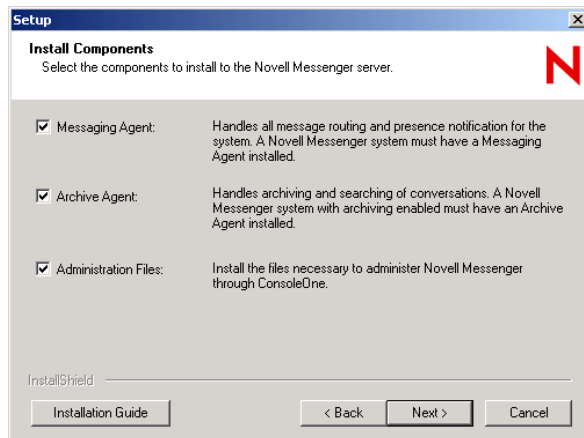 Setup
Install Components
Select the components to install to the Novell Messenger server.
N
Messaging Agent:
Handles all message routing and presence notification for the
system. A Novell Messenger system must have a Messaging
Agent installed.
Archive Agent:
Handles archiving and searching of conversations. A Novell
Messenger system with archiving enabled must have an Archive
Agent installed.
Administration Files:
Install the files necessary to administer Novell Messenger
through ConsoleOne.
InstallShield
Installation Guide
< Back
Next >
Cancel